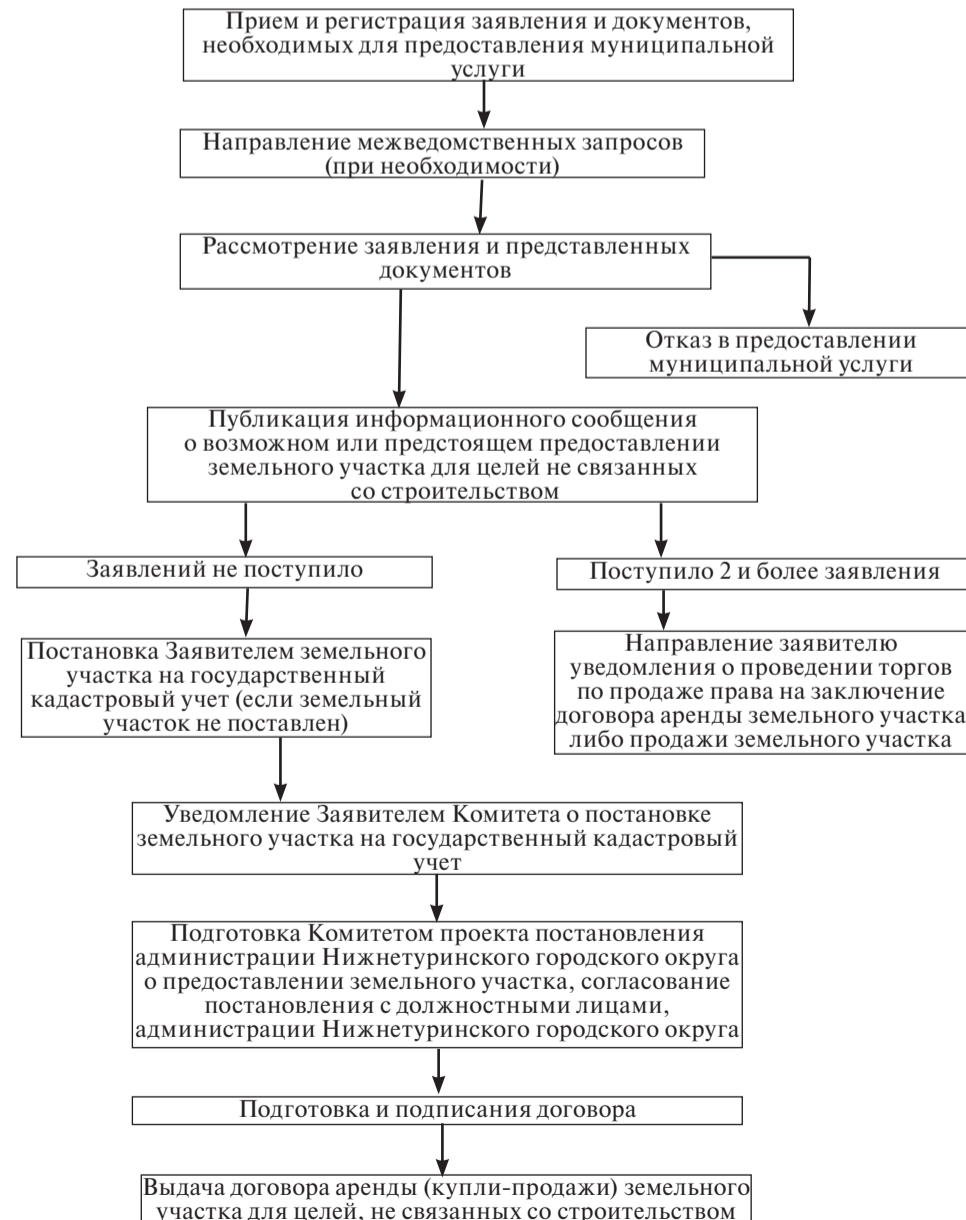 Прием и регистрация заявления и документов,
необходимых для предоставления муниципальной
услуги
Направление межведомственных запросов
(при необходимости)
Рассмотрение заявления и представленных
документов
Отказ в предоставлении
муниципальной услуги
Публикация информационного сообщения
о возможном или предстоящем предоставлении
земельного участка для целей не связанных
со строительством
Заявлений не поступило
Поступило 2 и более заявления
Постановка Заявителем земельного
участка на государственный
кадастровый учет (если земельный
участок не поставлен)
Направление заявителю
уведомления о проведении торгов
по продаже права на заключение
договора аренды земельного участка
либо продажи земельного участка
Уведомление Заявителем Комитета о постановке
земельного участка на государственный кадастровый
учет
Подготовка Комитетом проекта постановления
администрации Нижнетуринского городского округа
о предоставлении земельного участка, согласование
постановления с должностными лицами,
администрации Нижнетуринского городского округа
Подготовка и подписания договора
Выдача договора аренды (купли-продажи) земельного
участка для целей, не связанных со строительством